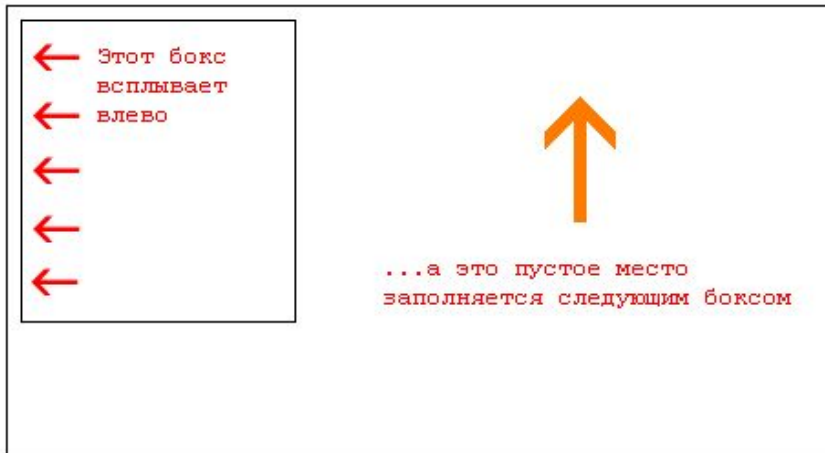 Этот бокс
всплывает
влево
...а это пустое место
заполняется следующим боксом